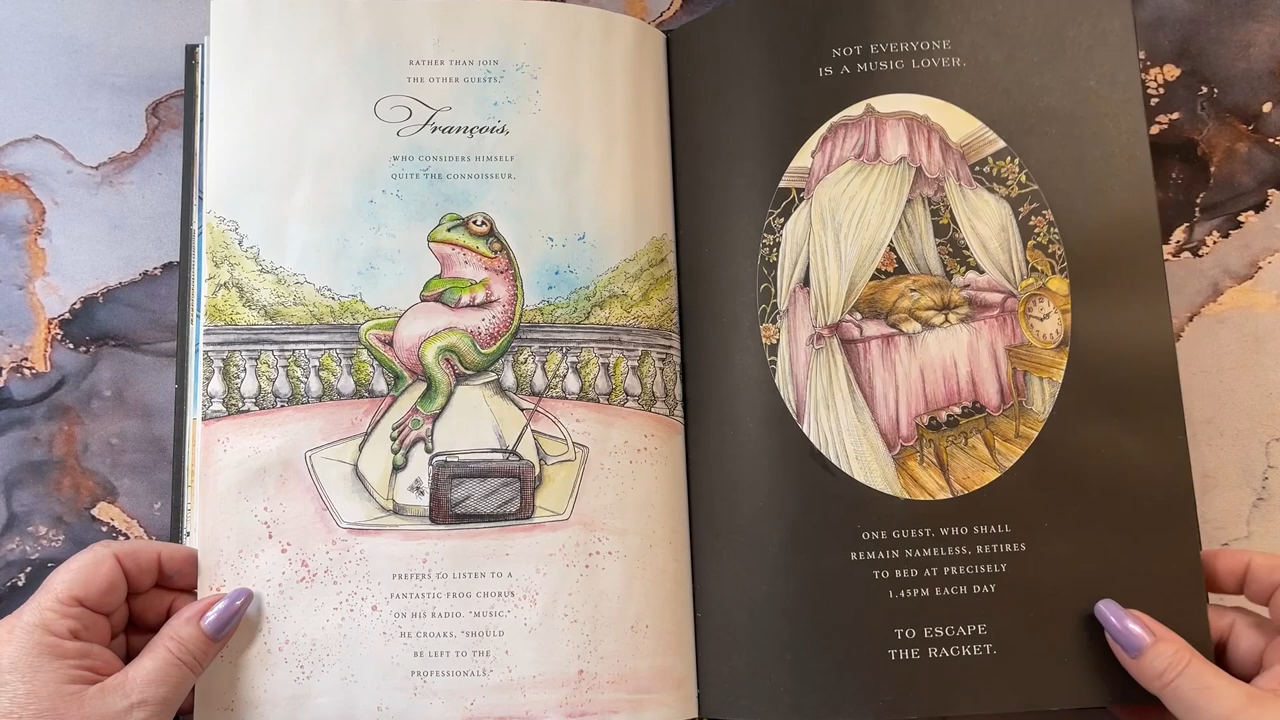 RATHER THAN JOIN
THE OTHER GUESTS,
François,
WHO CONSIDERS HIMSELF
QUITE THE CONNOISSEUR,
PREFERS TO LISTEN TO A
FANTASTIC FROG CHORUS
ON HIS RADIO. "MUSIC,"
HE CROAKS, "SHOULD
BE LEFT TO THE
PROFESSIONALS."
NOT EVERYONE
IS A MUSIC LOVER.
ONE GUEST, WHO SHALL
REMAIN NAMELESS, RETIRES
TO BED AT PRECISELY
1.45PM EACH DAY
TO ESCAPE
THE RACKET.